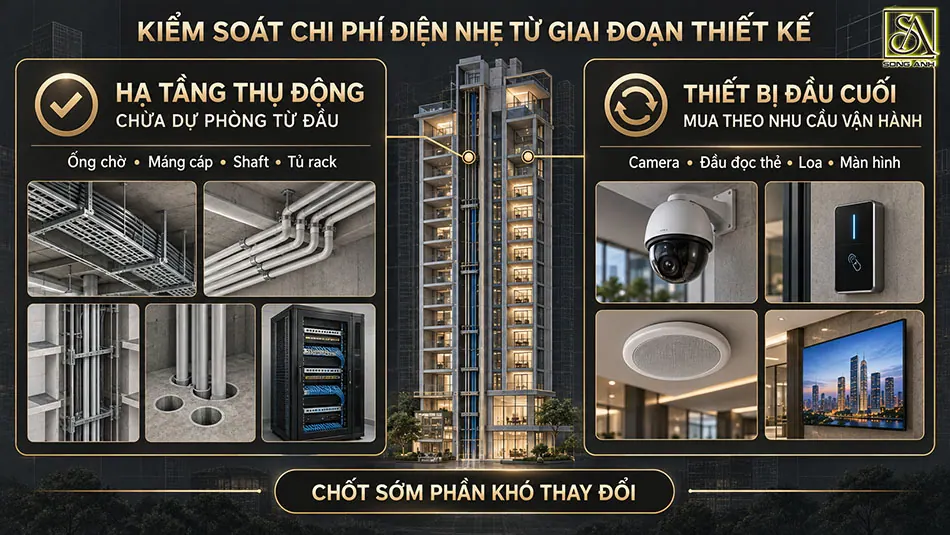 KIỂM SOÁT CHI PHÍ ĐIỆN NHẸ TỪ GIAI ĐOẠN THIẾT KẾ
SA
SONG ANH
HẠ TẦNG THỤ ĐỘNG
CHỪA DỰ PHÒNG TỪ ĐẦU
Ống chờ • Máng cáp • Shaft • Tủ rack
THIẾT BỊ ĐẦU CUỐI
MUA THEO NHU CẦU VẬN HÀNH
Camera • Đầu đọc thẻ • Loa • Màn hình
CHỐT SỚM PHẦN KHÓ THAY ĐỔI